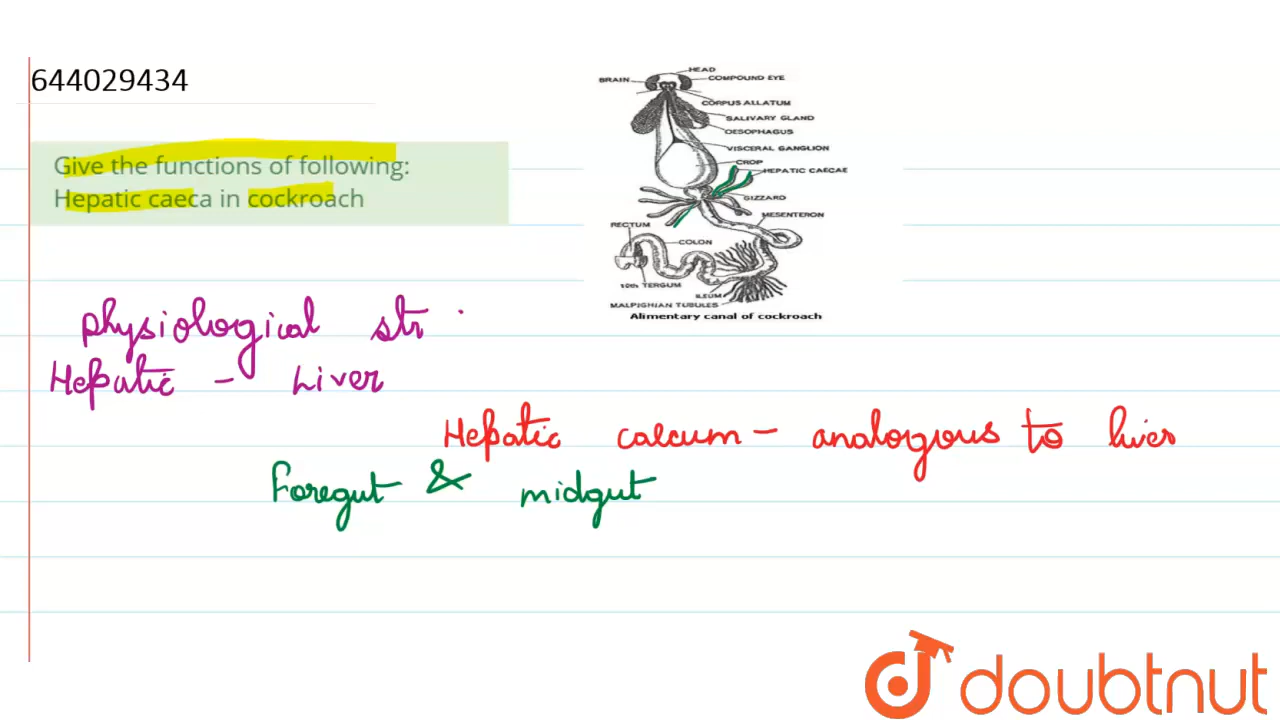 644029434
Give the functions of following:
Hepatic caeca in cockroach
HEAD
BRAIN
COMPOUND EYE
CORPUS ALLATUM
SALIVARY GLAND
OESOPHAGUS
VISCERAL GANGLION
CROP
HEPATIC CAECAE
GIZZARD
MESENTERON
RECTUM
COLON
10th TERGUM
ILEUM
MALPIGHIAN TUBULES
Alimentary canal of cockroach
Physiological str
Hepatic - Liver
Hepatic caecum - analogous to liver
Foregut & midgut
doubtnut